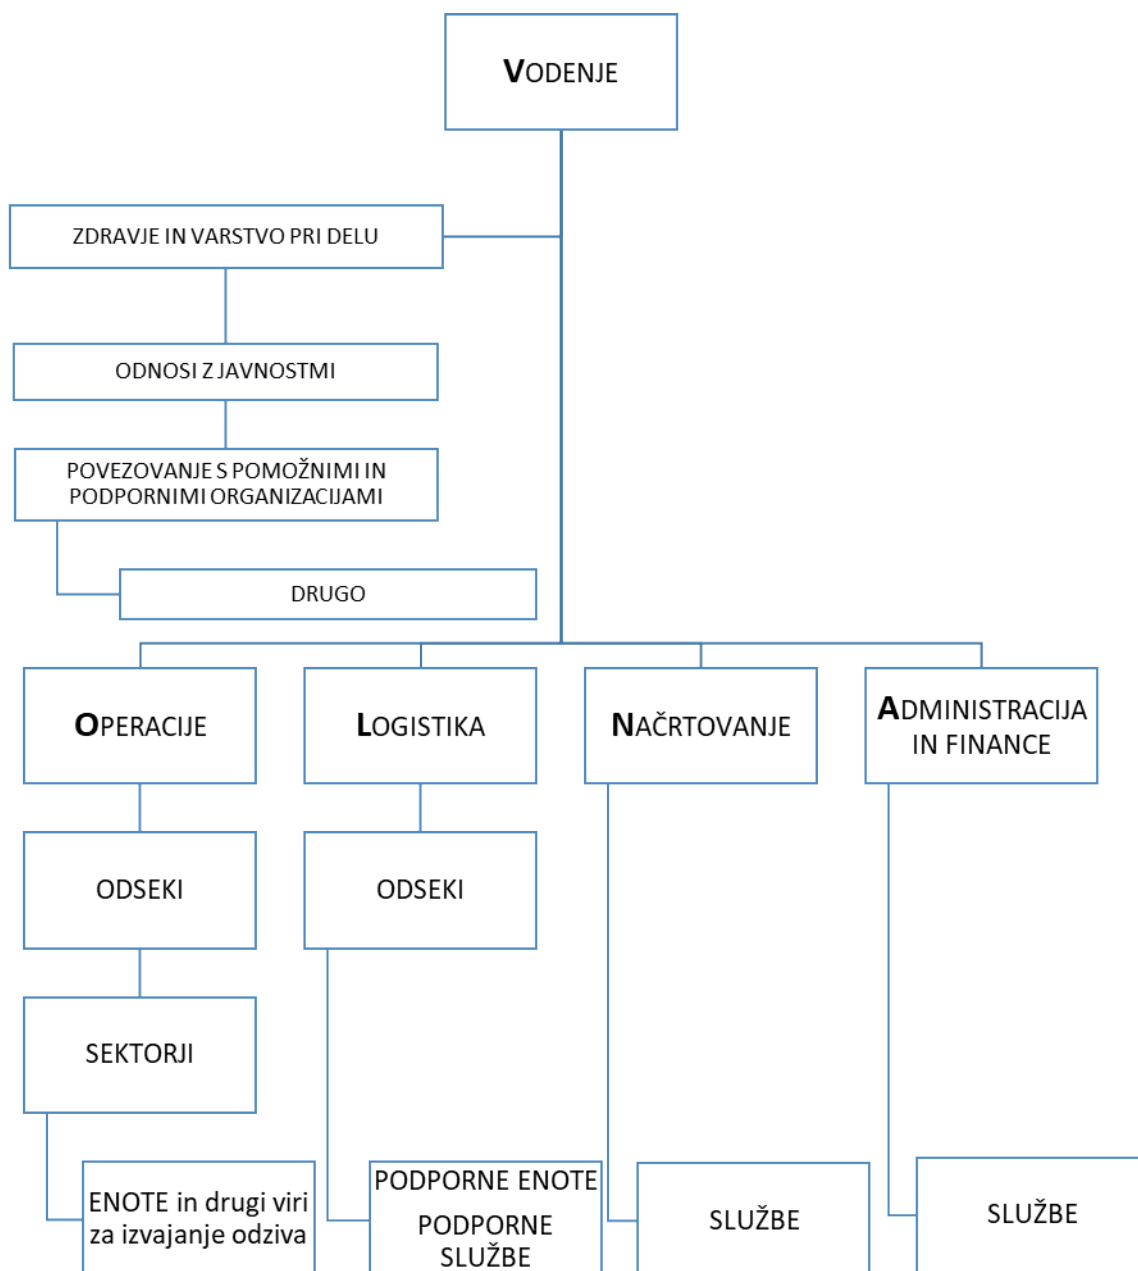 VODENJE
ZDRAVJE IN VARSTVO PRI DELU
ODNOSI Z JAVNOSTMI
POVEZOVANJE S POMOŽNIMI IN
PODPORNIMI ORGANIZACIJAMI
DRUGO
OPERACIJE
LOGISTIKA
NAČRTOVANJE
ADMINISTRACIJA
IN FINANCE
ODSEKI
ODSEKI
SEKTORJI
ENOTE in drugi viri
za izvajanje odziva
PODPORNE ENOTE
PODPORNE
SLUŽBE
SLUŽBE
SLUŽBE